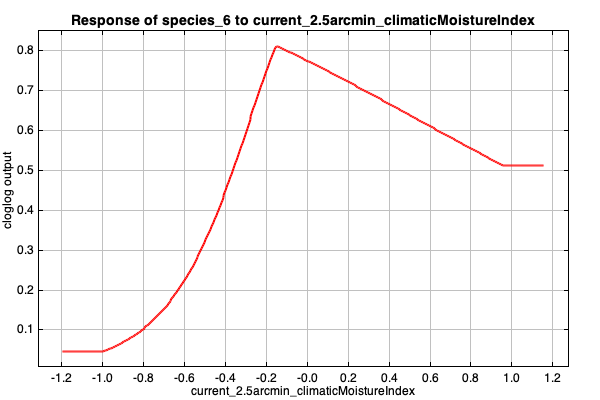 Response of species_6 to current_2.5arcmin_climaticMoistureIndex
cloglog output
0.8
0.7
0.6
0.5
0.4
0.3
0.2
0.1
-1.2 -1.0 -0.8 -0.6 -0.4 -0.2 0.0 0.2 0.4 0.6 0.8 1.0 1.2
current_2.5arcmin_climaticMoistureIndex